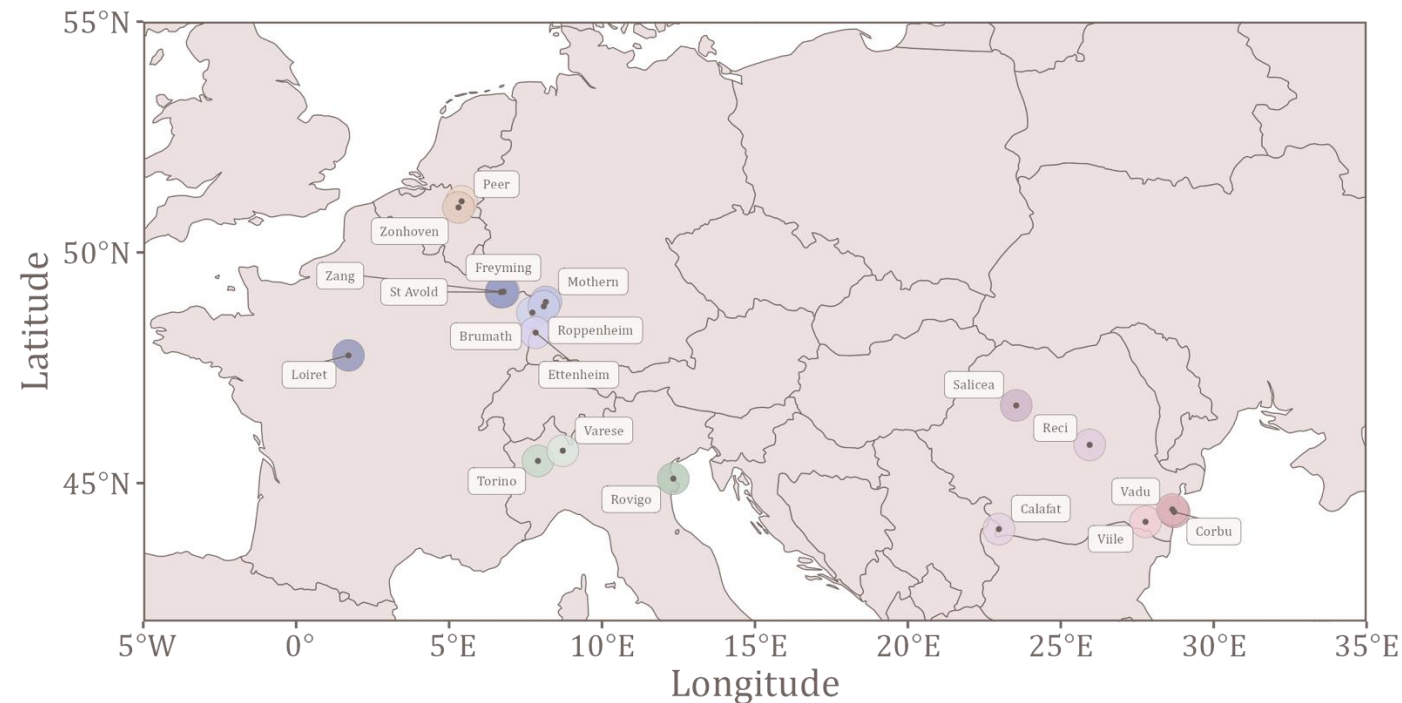 55°N
50°N
45°N
Latitude
Peer
Zonhoven
Freyming
Zang
Mothern
St Avold
Brumath
Roppenheim
Loiret
Ettenheim
Salicea
Varese
Reci
Torino
Rovigo
Vadu
Calafat
Viile
Corbu
5°W
0°
5°E
10°E
15°E
20°E
25°E
30°E
35°E
Longitude